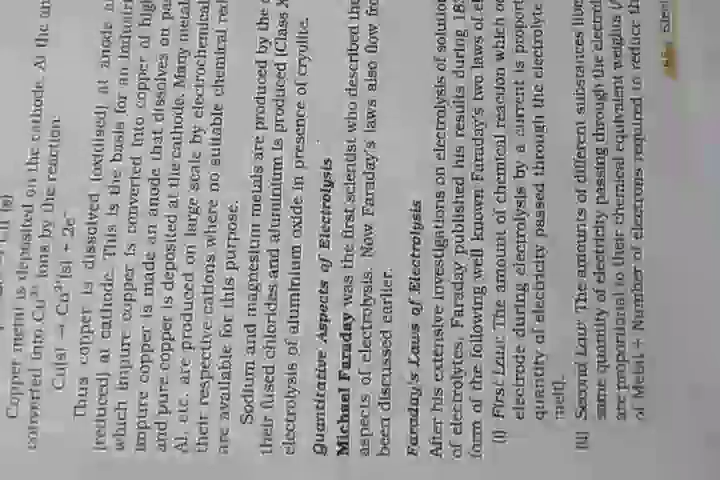 Copper metal is deposited on the cathode. At the an
converted into Cu²⁺ ions by the reaction:
Cu(s) → Cu²⁺(s) + 2e⁻
Thus copper is dissolved (oxidised) at anode a
(reduced) at cathode. This is the basis for an industri
which impure copper is converted into copper of high
impure copper is made an anode that dissolves on pas
and pure copper is deposited at the cathode. Many metal
Al, etc. are produced on large scale by electrochemical
their respective cations where no suitable chemical red
are available for this purpose.
Sodium and magnesium metals are produced by the
their fused chlorides and aluminium is produced (Class X
electrolysis of aluminium oxide in presence of cryolite.
Quantitative Aspects of Electrolysis
Michael Faraday was the first scientist who described the
aspects of electrolysis. Now Faraday's laws also flow fro
been discussed earlier.
Faraday's Laws of Electrolysis
After his extensive investigations on electrolysis of solution
of electrolytes, Faraday published his results during 183
form of the following well known Faraday's two laws of el
(i) First Law: The amount of chemical reaction which oc
electrode during electrolysis by a current is proport
quantity of electricity passed through the electrolyte
melt).
(ii) Second Law: The amounts of different substances libe
same quantity of electricity passing through the electrol
are proportional to their chemical equivalent weights (A
of Metal ÷ Number of electrons required to reduce th